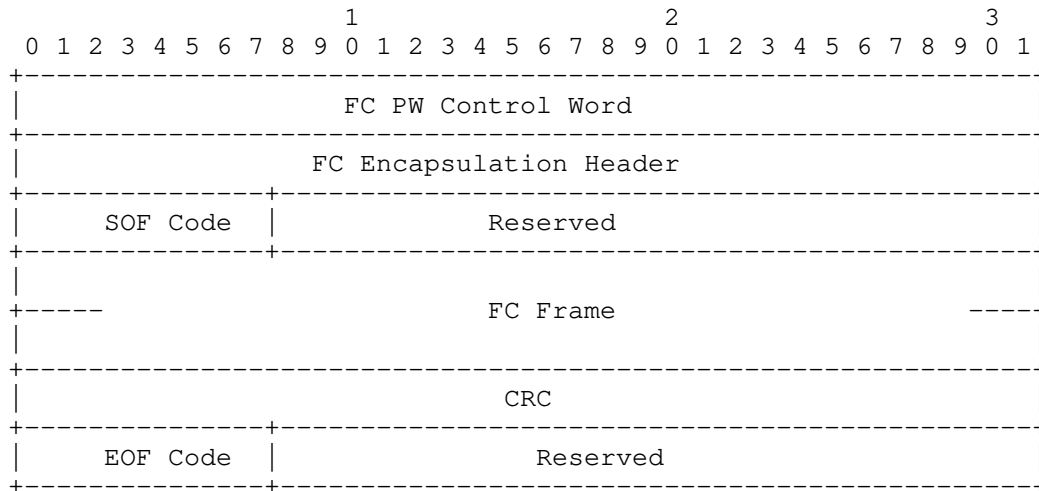 1 2 3
0 1 2 3 4 5 6 7 8 9 0 1 2 3 4 5 6 7 8 9 0 1 2 3 4 5 6 7 8 9 0 1
FC PW Control Word
FC Encapsulation Header
SOF Code | Reserved
FC Frame
CRC
EOF Code | Reserved